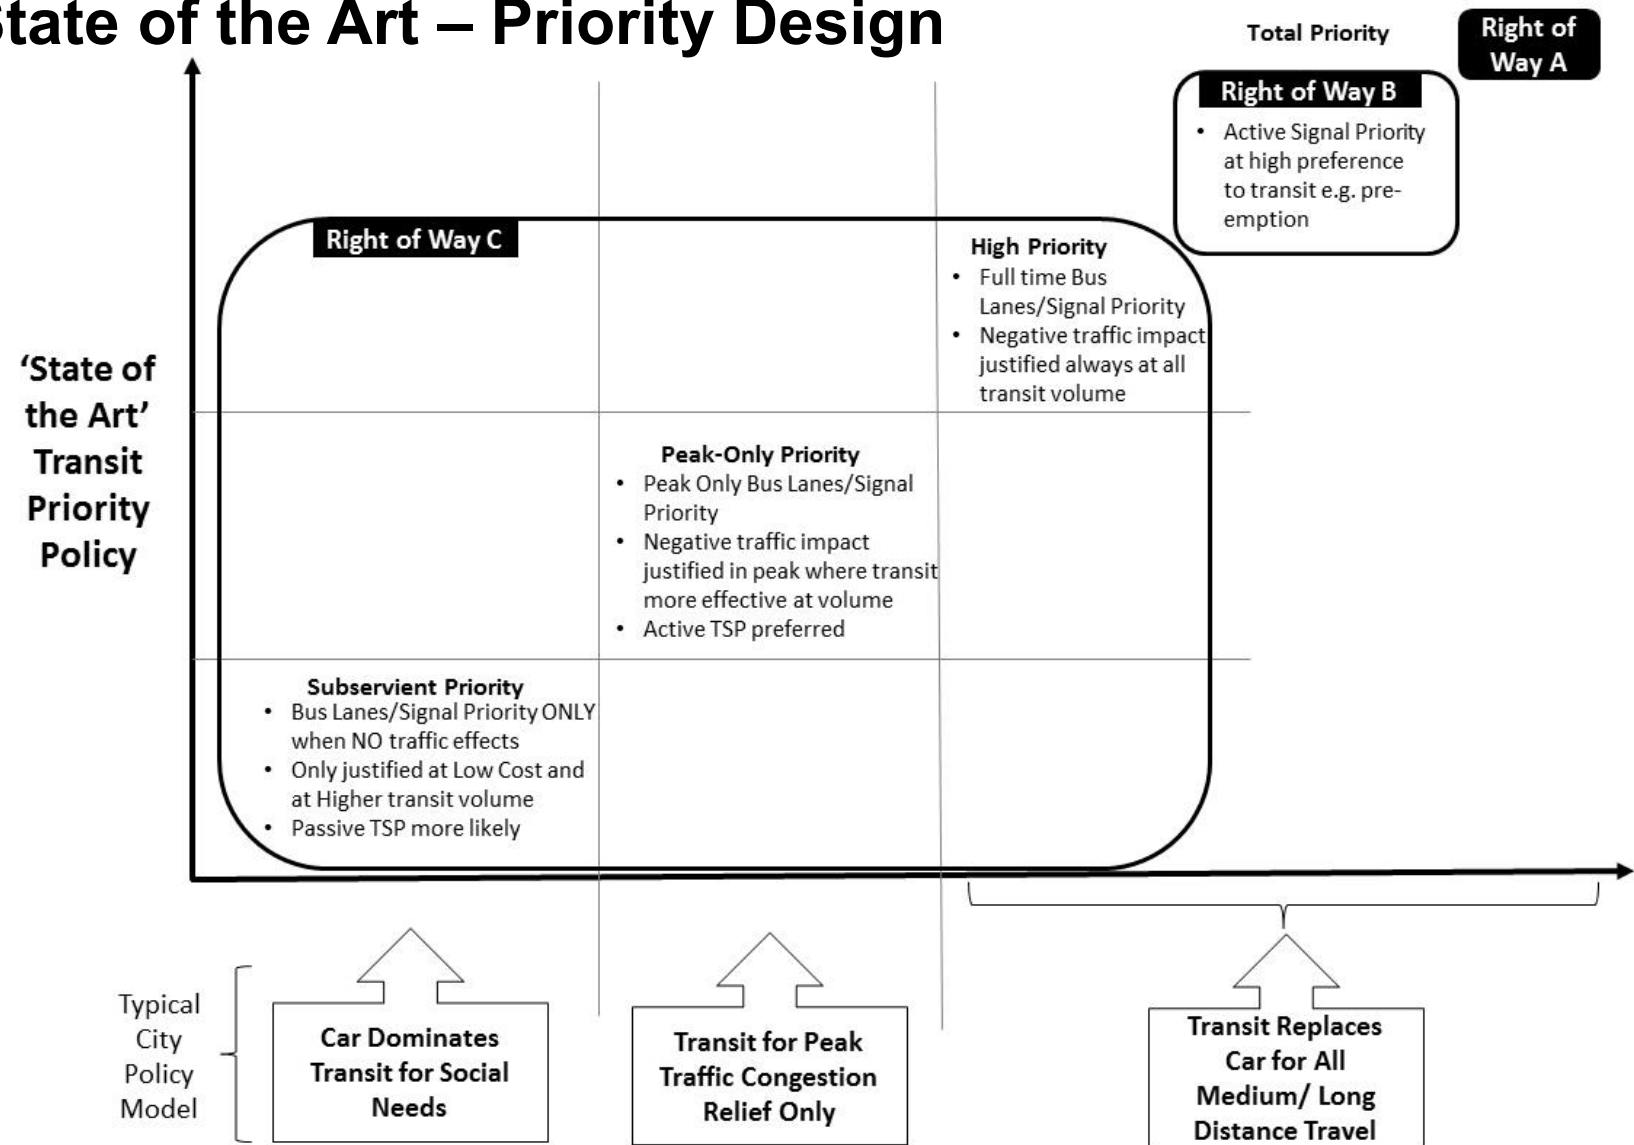 State of the Art – Priority Design
Total Priority
Right of
Way A
Right of Way B
• Active Signal Priority
at high preference
to transit e.g. pre-
emption
Right of Way C
High Priority
• Full time Bus
Lanes/Signal Priority
• Negative traffic impact
justified always at all
transit volume
‘State of
the Art’
Transit
Priority
Policy
Peak-Only Priority
• Peak Only Bus Lanes/Signal
Priority
• Negative traffic impact
justified in peak where transit
more effective at volume
• Active TSP preferred
Subservient Priority
• Bus Lanes/Signal Priority ONLY
when NO traffic effects
• Only justified at Low Cost and
at Higher transit volume
• Passive TSP more likely
Typical
City
Policy
Model
Car Dominates
Transit for Social
Needs
Transit for Peak
Traffic Congestion
Relief Only
Transit Replaces
Car for All
Medium/ Long
Distance Travel